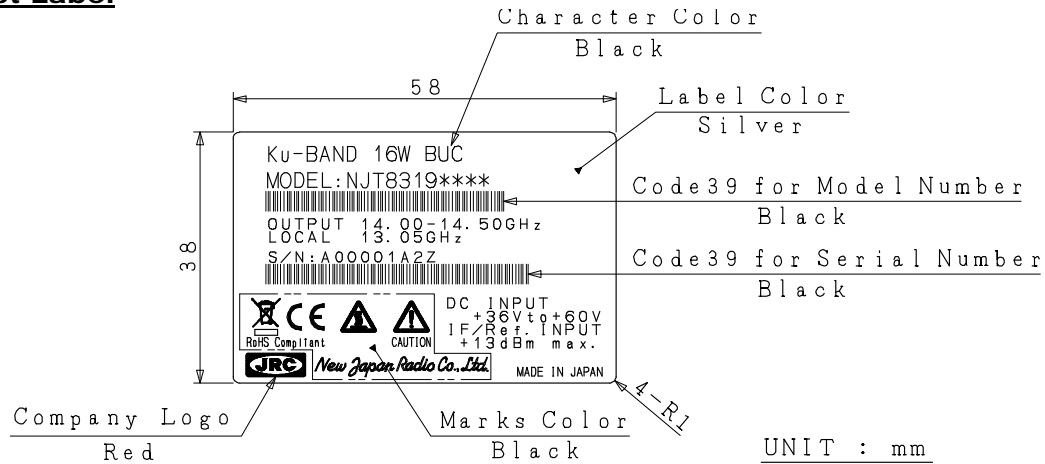 Character Color
Black
58
Label Color
Silver
Ku-BAND 16W BUC
MODEL:NJT8319****
Code39 for Model Number
Black
OUTPUT 14.00-14.50GHz
LOCAL 13.05GHz
38
S/N:A00001A2Z
Code39 for Serial Number
Black
DC INPUT
+36Vto+60V
IF/Ref. INPUT
+13dBm max.
CE
RoHS Compliant
CAUTION
JRC
New Japan Radio Co., Ltd.
MADE IN JAPAN
4-R1
Company Logo
Red
Marks Color
Black
UNIT : mm